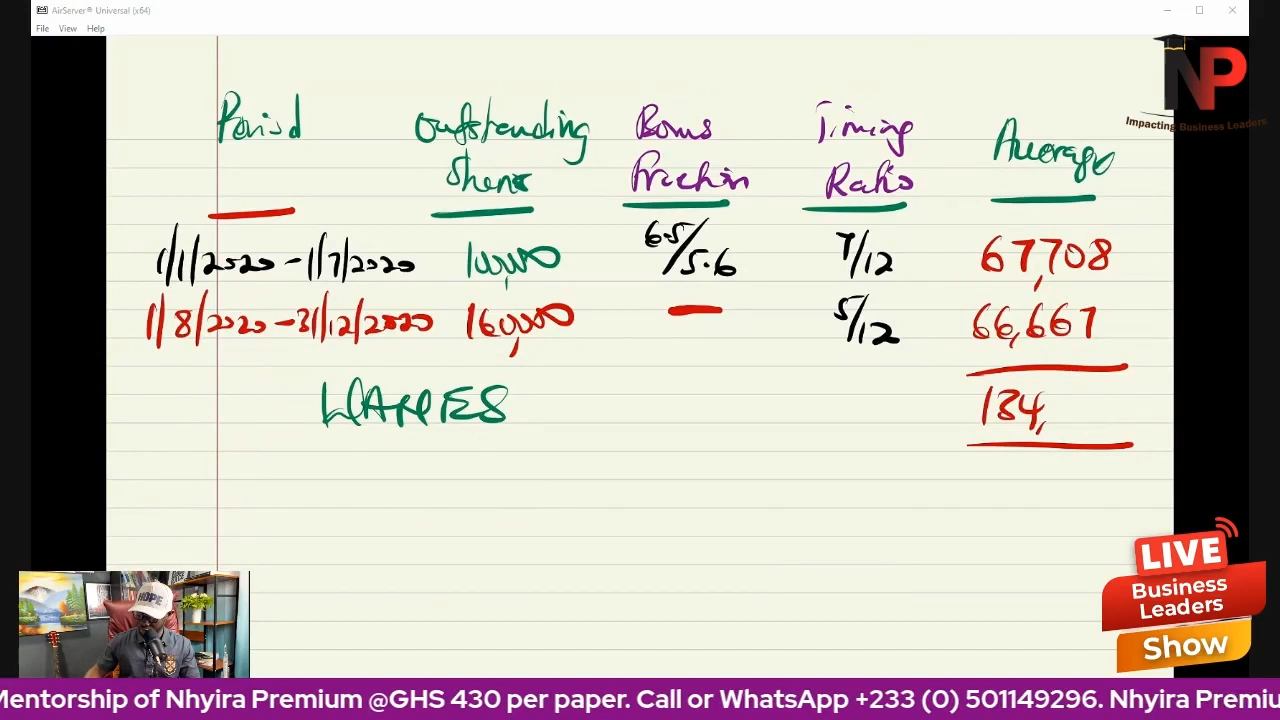 AirServer® Universal (x64)
File View Help
NP
Impacting Business Leaders
Period Outstanding Shares Bonus Fraction Timing Ratio Average
1/1/2020 - 1/7/2020 100,000 6.5/5.6 7/12 67,708
1/8/2020 - 31/12/2020 160,000 - 5/12 66,667
134,
HOPE
LIVE
Business
Leaders
Show
Mentorship of Nhyira Premium @GHS 430 per paper. Call or WhatsApp +233 (0) 501149296. Nhyira Premiu